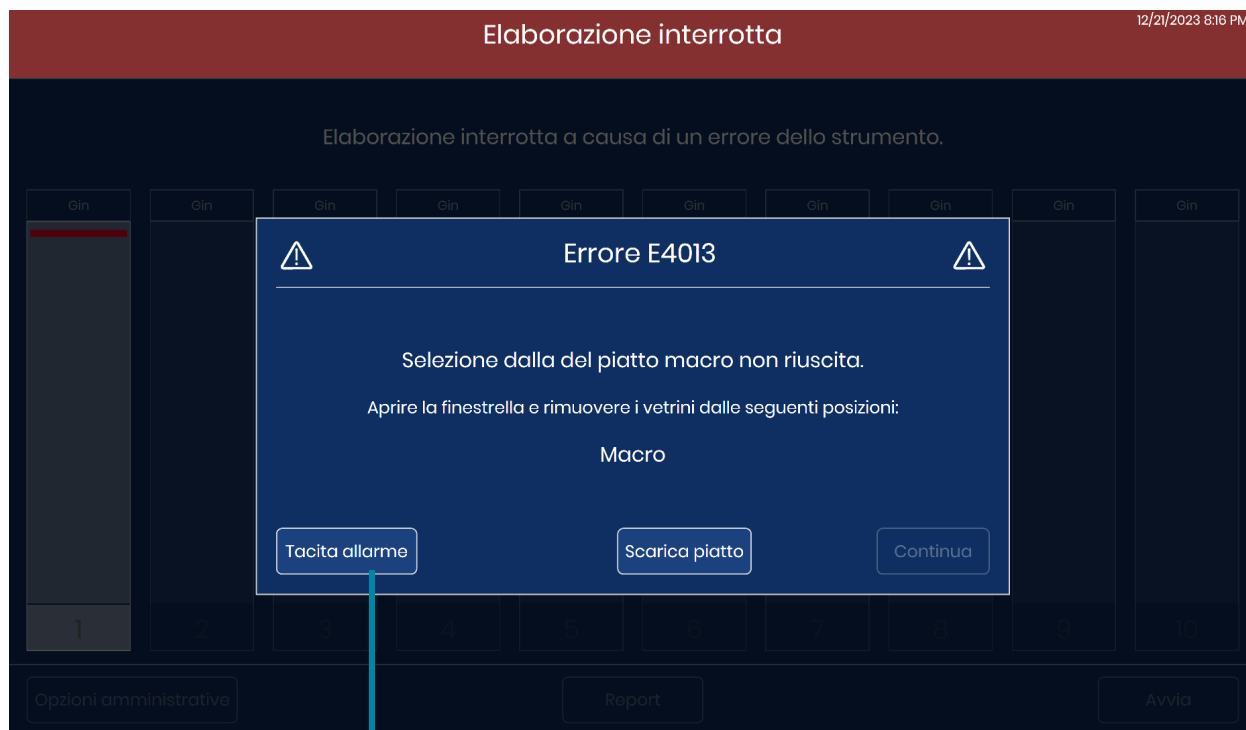 Elaborazione interrotta
12/21/2023 8:16 PM
Elaborazione interrotta a causa di un errore dello strumento.
Gin Gin Gin Gin Gin Gin Gin Gin Gin Gin
Errore E4013
Selezione dalla del piatto macro non riuscita.
Aprire la finestrella e rimuovere i vetrini dalle seguenti posizioni:
Macro
Tacita allarme Scarica piatto Continua
1 2 3 4 5 6 7 8 9 10
Opzioni amministrative Report Avvia